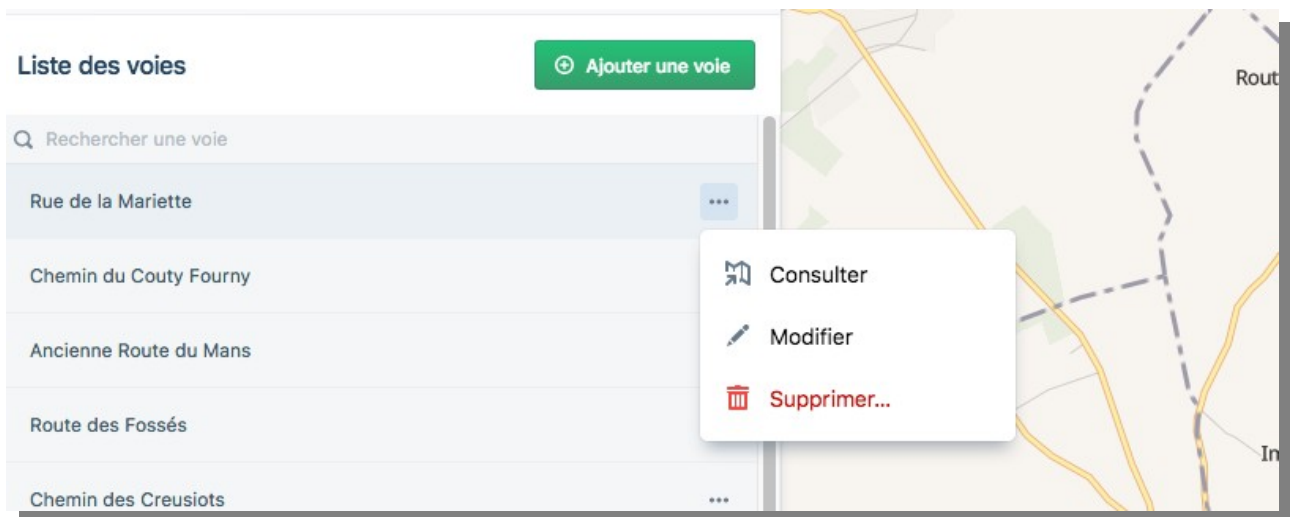 Liste des voies
Ajouter une voie
Rout
Rechercher une voie
Rue de la Mariette
Chemin du Couty Fourny
Consulter
Ancienne Route du Mans
Modifier
Supprimer...
Route des Fossés
Chemin des Creusiots